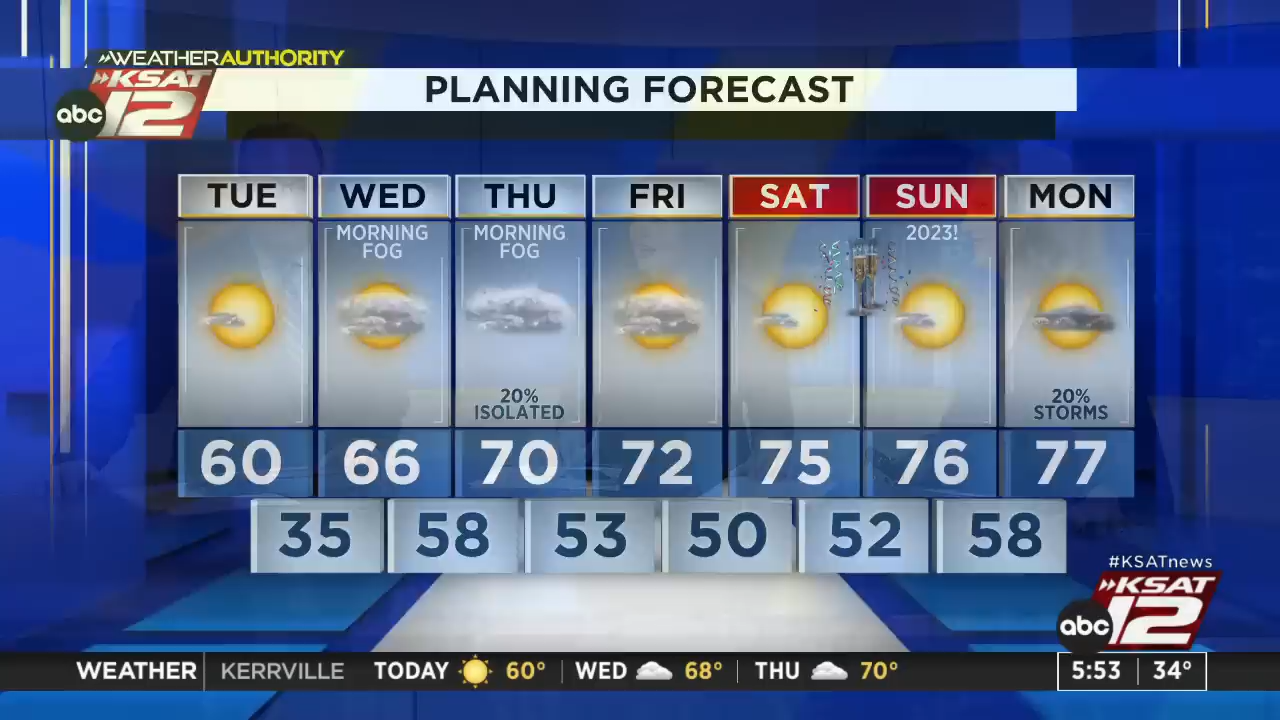 »WEATHERAUTHORITY
»KSAT
abc 12
PLANNING FORECAST
TUE WED THU FRI SAT SUN MON
MORNING FOG MORNING FOG 2023!
20% ISOLATED 20% STORMS
60 66 70 72 75 76 77
35 58 53 50 52 58
#KSATnews
»KSAT
abc 12
WEATHER KERRVILLE TODAY 60° WED 68° THU 70° 5:53 34°